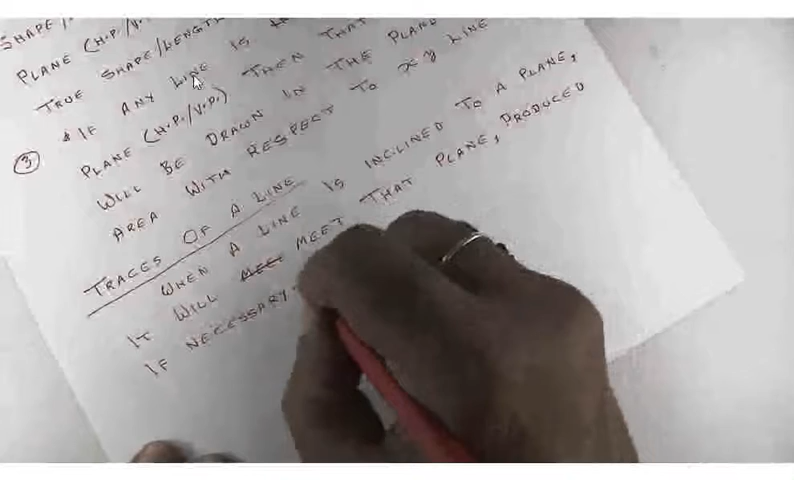 SHAPE
PLANE (H.P./V.
TRUE SHAPE/LENGTH
③ * IF ANY LINE IS
PLANE (H.P./V.P.) THEN THAT
WILL BE DRAWN IN THE PLANE
AREA WITH RESPECT TO XY LINE
TRACES OF A LINE
WHEN A LINE IS INCLINED TO A PLANE,
IT WILL MEET THAT PLANE, PRODUCED
IF NECESSARY.